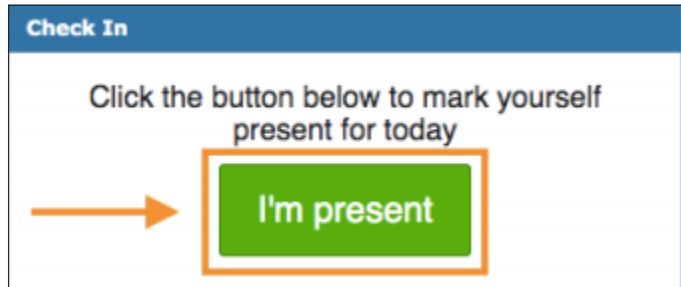 Check In
Click the button below to mark yourself
present for today
I'm present